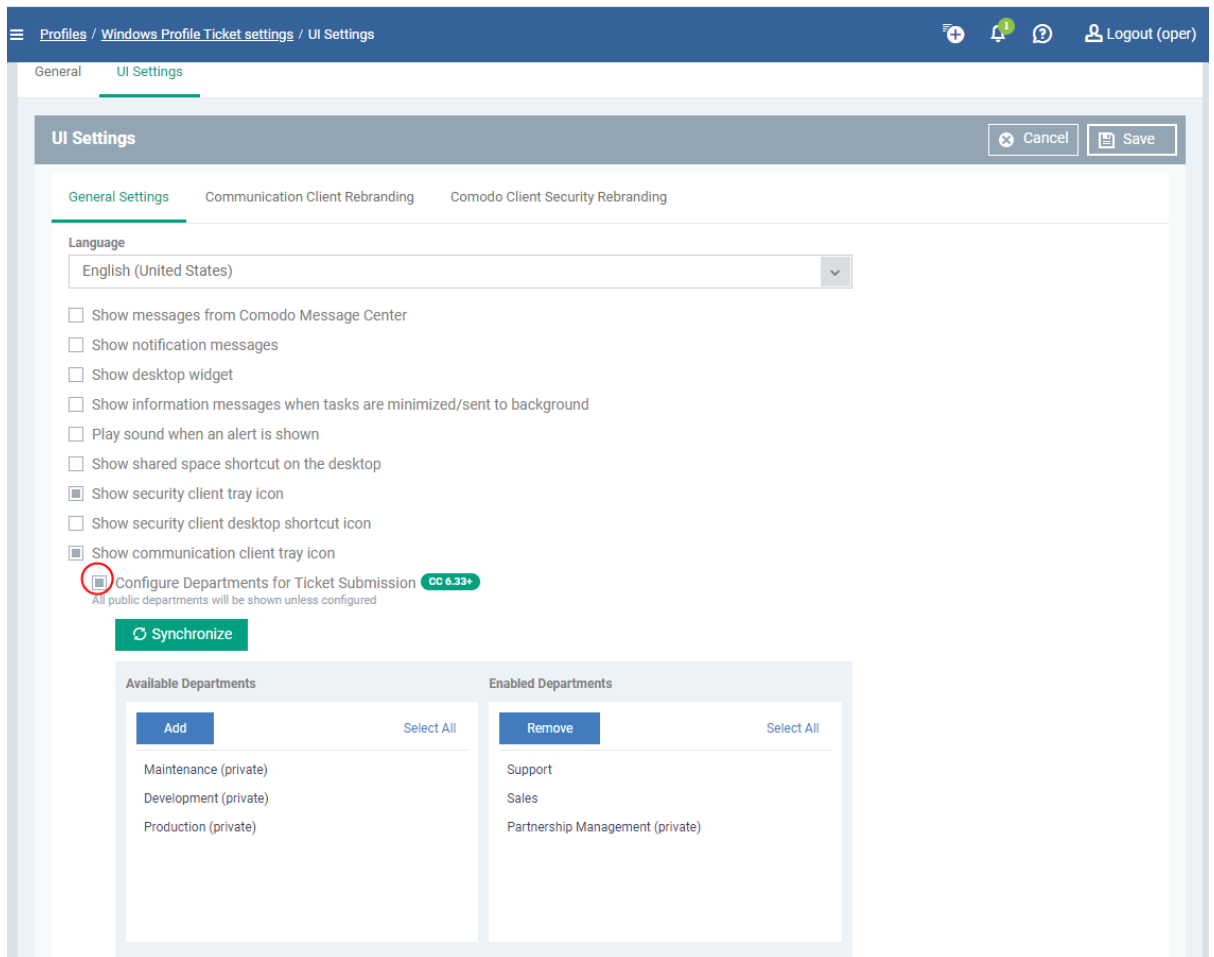 Profiles / Windows Profile Ticket settings / UI Settings
1
Logout (oper)
General UI Settings
UI Settings
Cancel Save
General Settings Communication Client Rebranding Comodo Client Security Rebranding
Language
English (United States)
Show messages from Comodo Message Center
Show notification messages
Show desktop widget
Show information messages when tasks are minimized/sent to background
Play sound when an alert is shown
Show shared space shortcut on the desktop
Show security client tray icon
Show security client desktop shortcut icon
Show communication client tray icon
Configure Departments for Ticket Submission CC 6.33+
All public departments will be shown unless configured
Synchronize
Available Departments Enabled Departments
Add Select All Remove Select All
Maintenance (private) Support
Development (private) Sales
Production (private) Partnership Management (private)